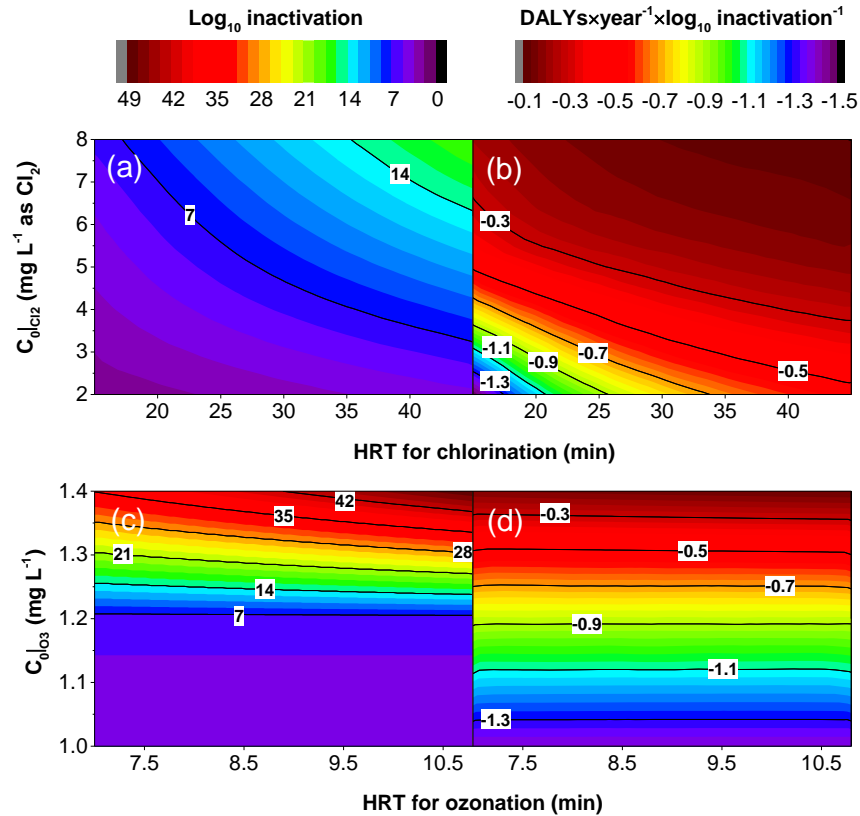 Log₁₀ inactivation
DALYs×year⁻¹×log₁₀ inactivation⁻¹
49 42 35 28 21 14 7 0
-0.1 -0.3 -0.5 -0.7 -0.9 -1.1 -1.3 -1.5
C₀|Cl2 (mg L⁻¹ as Cl₂)
8
7
6
5
4
3
2
(a)
14
7
(b)
-0.3
-1.1
-0.9
-0.7
-0.5
-1.3
20 25 30 35 40
20 25 30 35 40
HRT for chlorination (min)
C₀|O3 (mg L⁻¹)
1.4
1.3
1.2
1.1
1.0
(c)
42
35
28
21
14
7
(d)
-0.3
-0.5
-0.7
-0.9
-1.1
-1.3
7.5 8.5 9.5 10.5
7.5 8.5 9.5 10.5
HRT for ozonation (min)